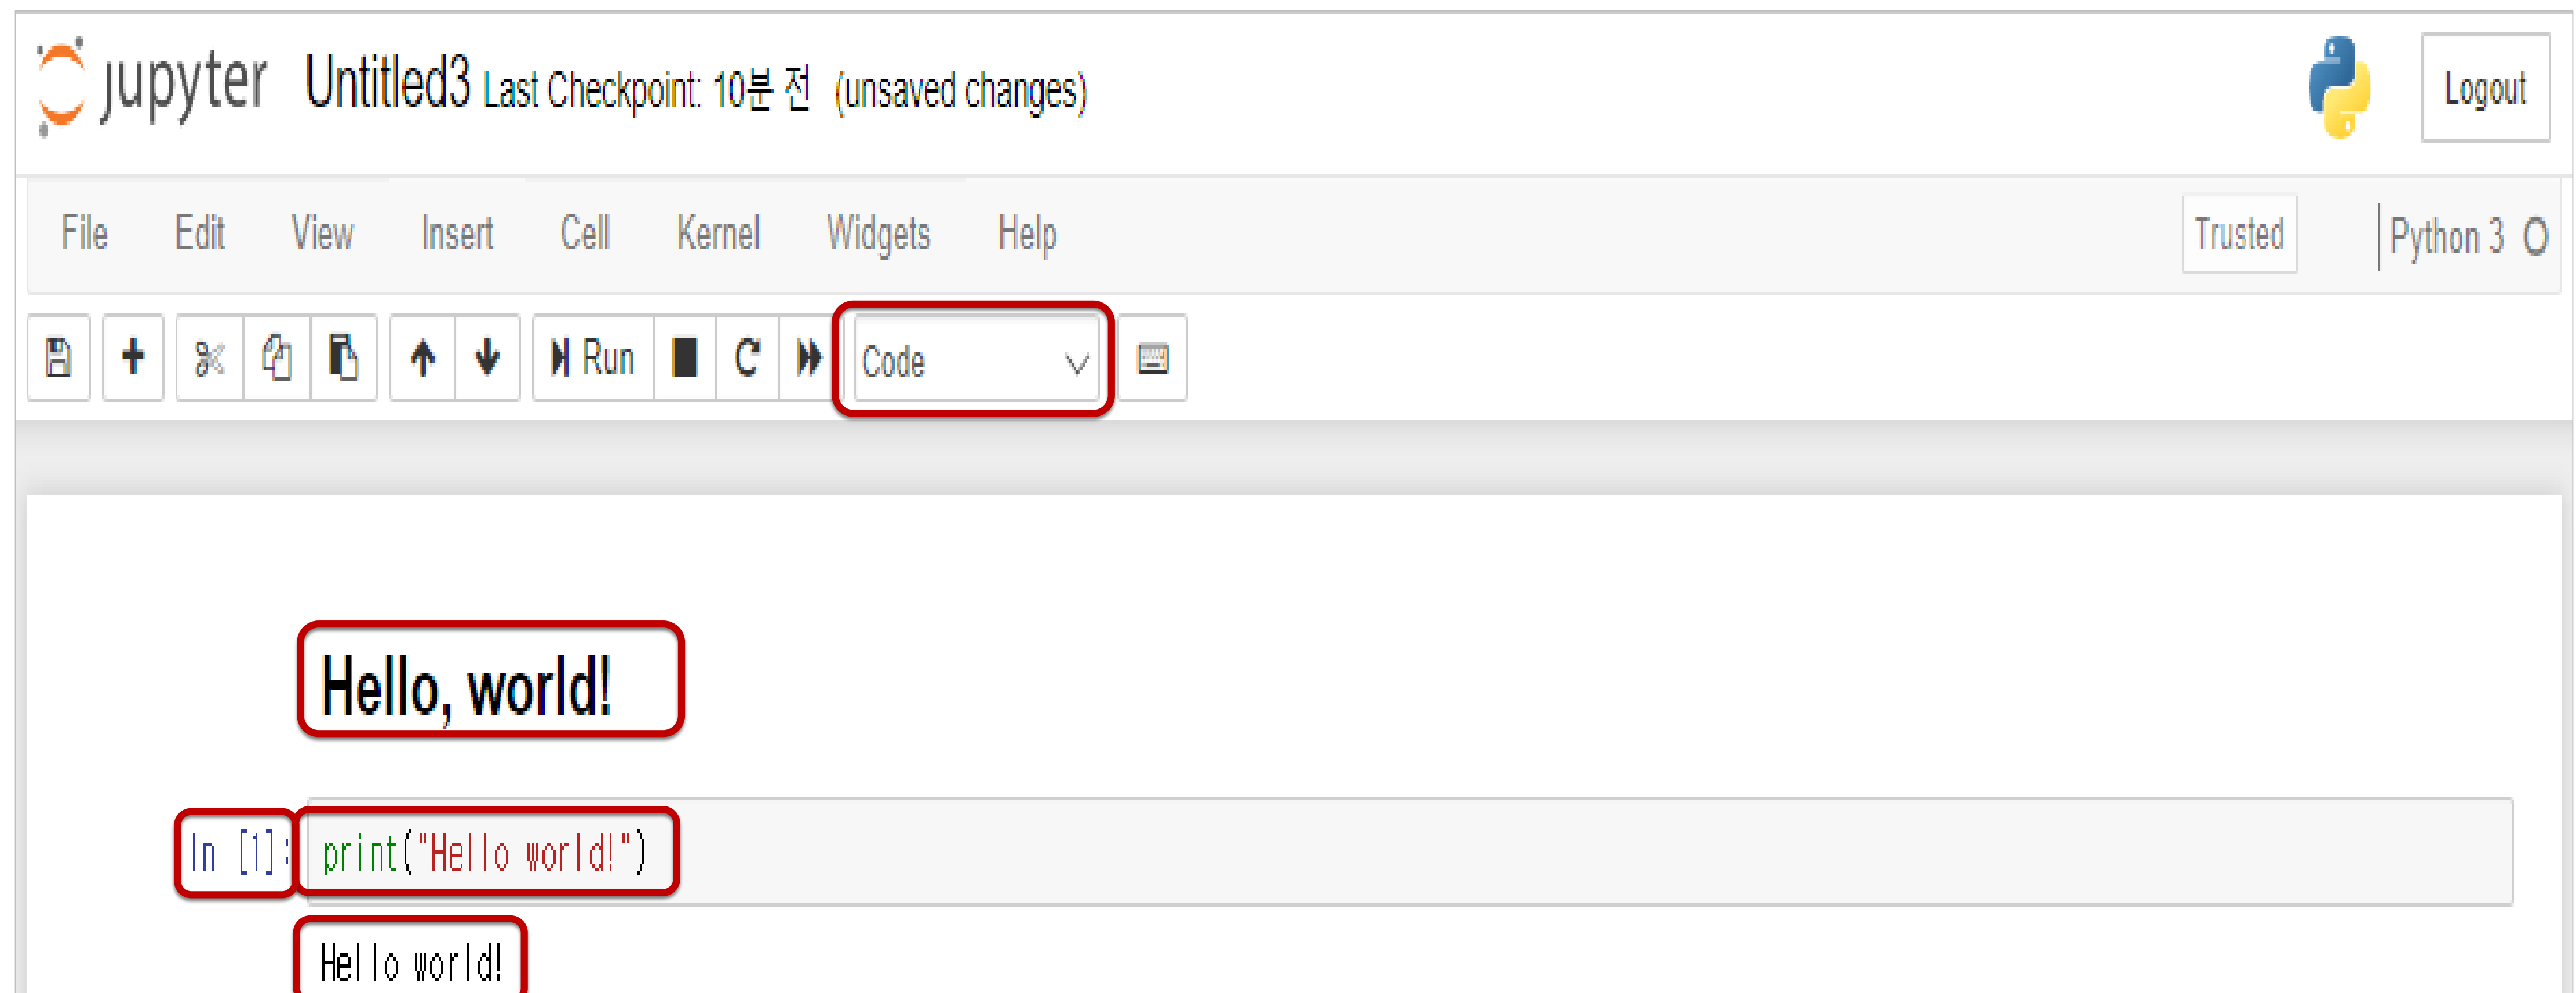 jupyter Untitled3 Last Checkpoint: 10분 전 (unsaved changes) Logout
File Edit View Insert Cell Kernel Widgets Help Trusted Python 3
Run Code
Hello, world!
In [1]: print("Hello world!")
Hello world!